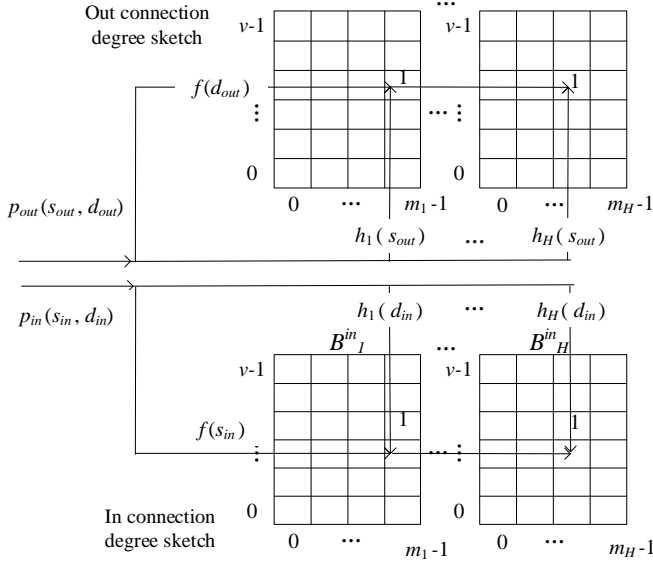 Out connection
degree sketch
...
v-1
v-1
1
1
f(d_out)
...
... ...
0
0
0 ... m_1-1
0 ... m_H-1
p_out(s_out, d_out)
h_1(s_out) ... h_H(s_out)
p_in(s_in, d_in)
h_1(d_in) ... h_H(d_in)
B^in_1 ... B^in_H
v-1
v-1
1
1
f(s_in)
...
... ...
0
0
In connection
degree sketch
0 ... m_1-1
0 ... m_H-1